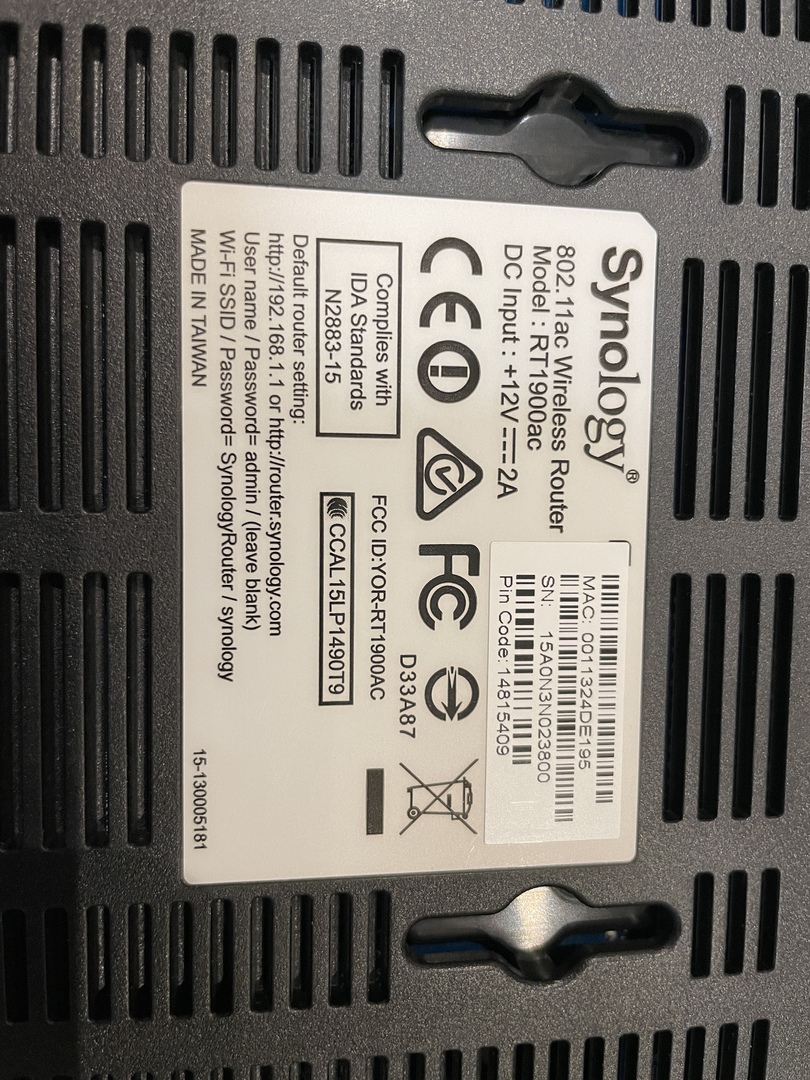 Synology®
802.11ac Wireless Router
Model : RT1900ac
DC Input : +12V 2A
MAC: 0011324DE195
SN: 15A0N3N023800
Pin Code: 14815409
CE
FC
D33A87
Complies with
IDA Standards
N2883-15
FCC ID:YOR-RT1900AC
CCAL15LP1490T9
Default router setting:
http://192.168.1.1 or http://router.synology.com
User name / Password= admin / (leave blank)
Wi-Fi SSID / Password= SynologyRouter / synology
MADE IN TAIWAN
15-130005181